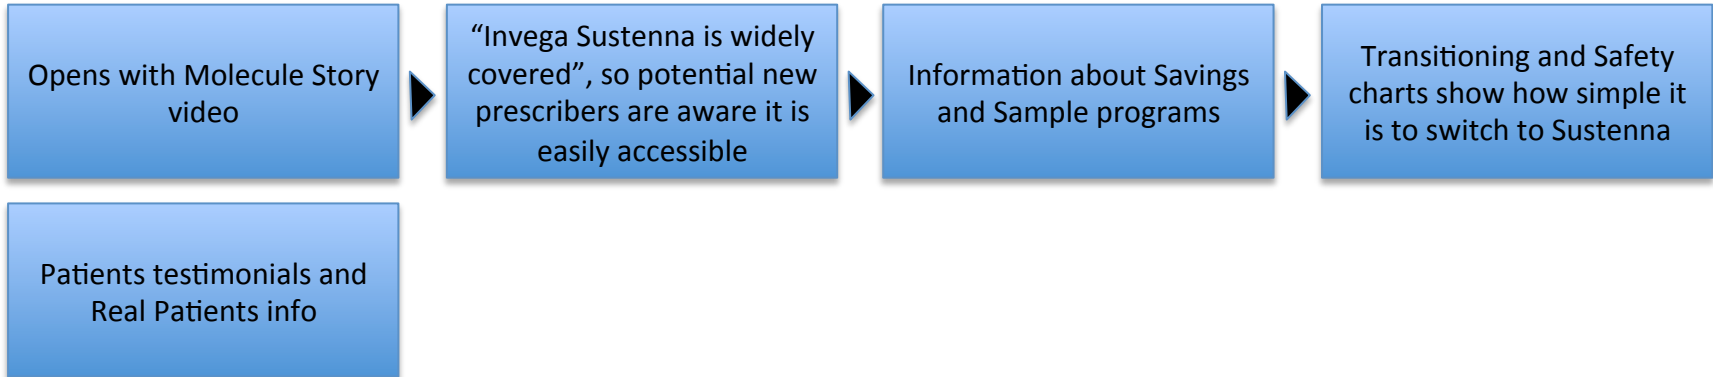 Opens with Molecule Story
video
“Invega Sustenna is widely
covered”, so potential new
prescribers are aware it is
easily accessible
Information about Savings
and Sample programs
Transitioning and Safety
charts show how simple it
is to switch to Sustenna
Patients testimonials and
Real Patients info